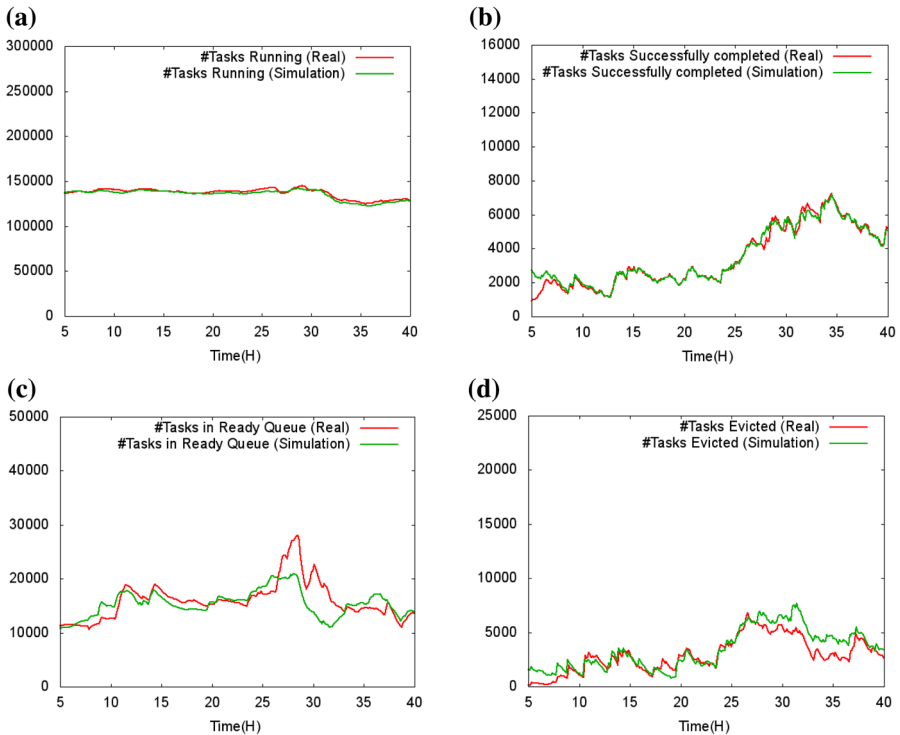 (a)
#Tasks Running (Real)
#Tasks Running (Simulation)
300000
250000
200000
150000
100000
50000
0
5 10 15 20 25 30 35 40
Time(H)
(b)
#Tasks Successfully completed (Real)
#Tasks Successfully completed (Simulation)
16000
14000
12000
10000
8000
6000
4000
2000
0
5 10 15 20 25 30 35 40
Time(H)
(c)
#Tasks in Ready Queue (Real)
#Tasks in Ready Queue (Simulation)
50000
40000
30000
20000
10000
0
5 10 15 20 25 30 35 40
Time(H)
(d)
#Tasks Evicted (Real)
#Tasks Evicted (Simulation)
25000
20000
15000
10000
5000
0
5 10 15 20 25 30 35 40
Time(H)